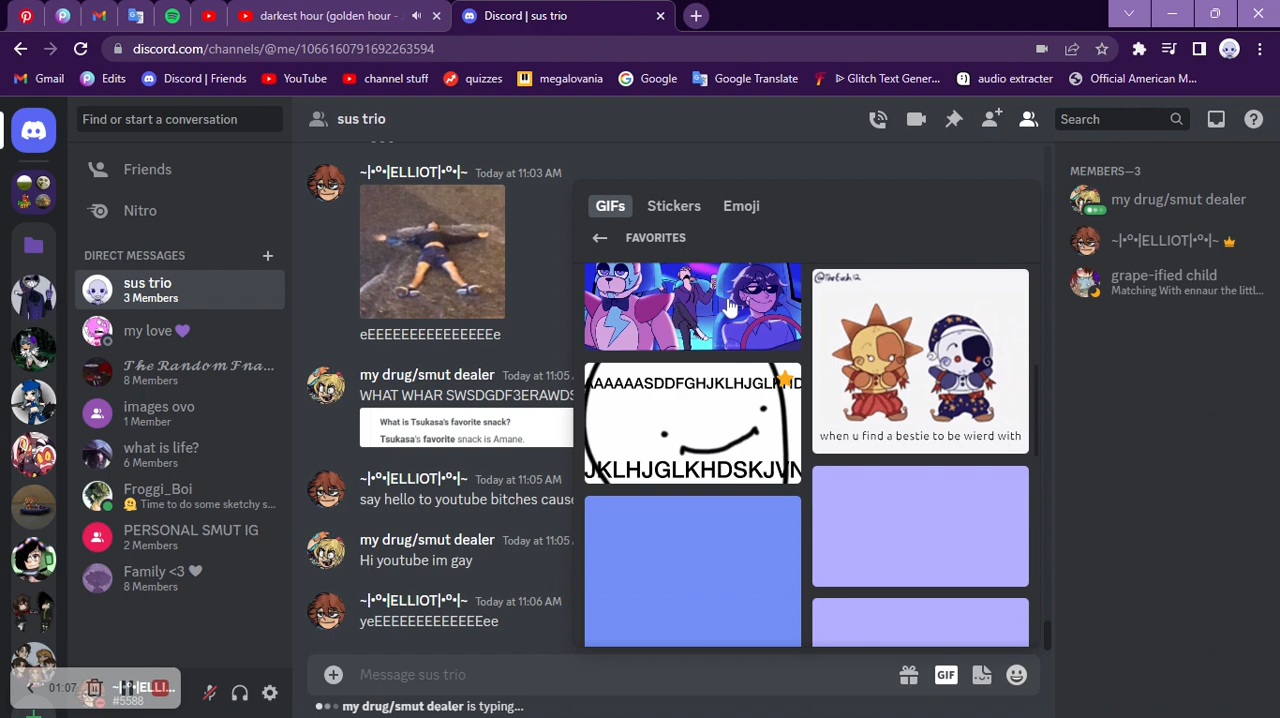 darkest hour (golden hour -
Discord | sus trio
discord.com/channels/@me/1066160791692263594
Gmail
Edits
Discord | Friends
YouTube
channel stuff
quizzes
megalovania
Google
Google Translate
Glitch Text Gener...
audio extracter
Official American M...
Find or start a conversation
sus trio
Search
Friends
Nitro
DIRECT MESSAGES
sus trio
3 Members
my love 💜
𝓣𝓱𝓮 𝓡𝓪𝓷𝓭𝓸𝓶 𝓕𝓷𝓪...
8 Members
images ovo
1 Member
what is life?
6 Members
Froggi_Boi
🫠 Time to do some sketchy s...
PERSONAL SMUT IG
2 Members
Family <3 🖤
8 Members
01:07
~|•º•|ELLI...
#5588
~|•º•|ELLIOT|•º•|~ Today at 11:03 AM
eEEEEEEEEEEEEEEEe
my drug/smut dealer Today at 11:05
WHAT WHAR SWSDGDF3ERAWDS
What is Tsukasa's favorite snack?
Tsukasa's favorite snack is Amane.
~|•º•|ELLIOT|•º•|~ Today at 11:05 AM
say hello to youtube bitches cause
my drug/smut dealer Today at 11:05
Hi youtube im gay
~|•º•|ELLIOT|•º•|~ Today at 11:06 AM
yeEEEEEEEEEEEEee
GIFs
Stickers
Emoji
FAVORITES
when u find a bestie to be wierd with
JKLHJGLKHDSKJVN
Message sus trio
GIF
my drug/smut dealer is typing...
MEMBERS—3
my drug/smut dealer
~|•º•|ELLIOT|•º•|~
grape-ified child
Matching With ennaur the littl...